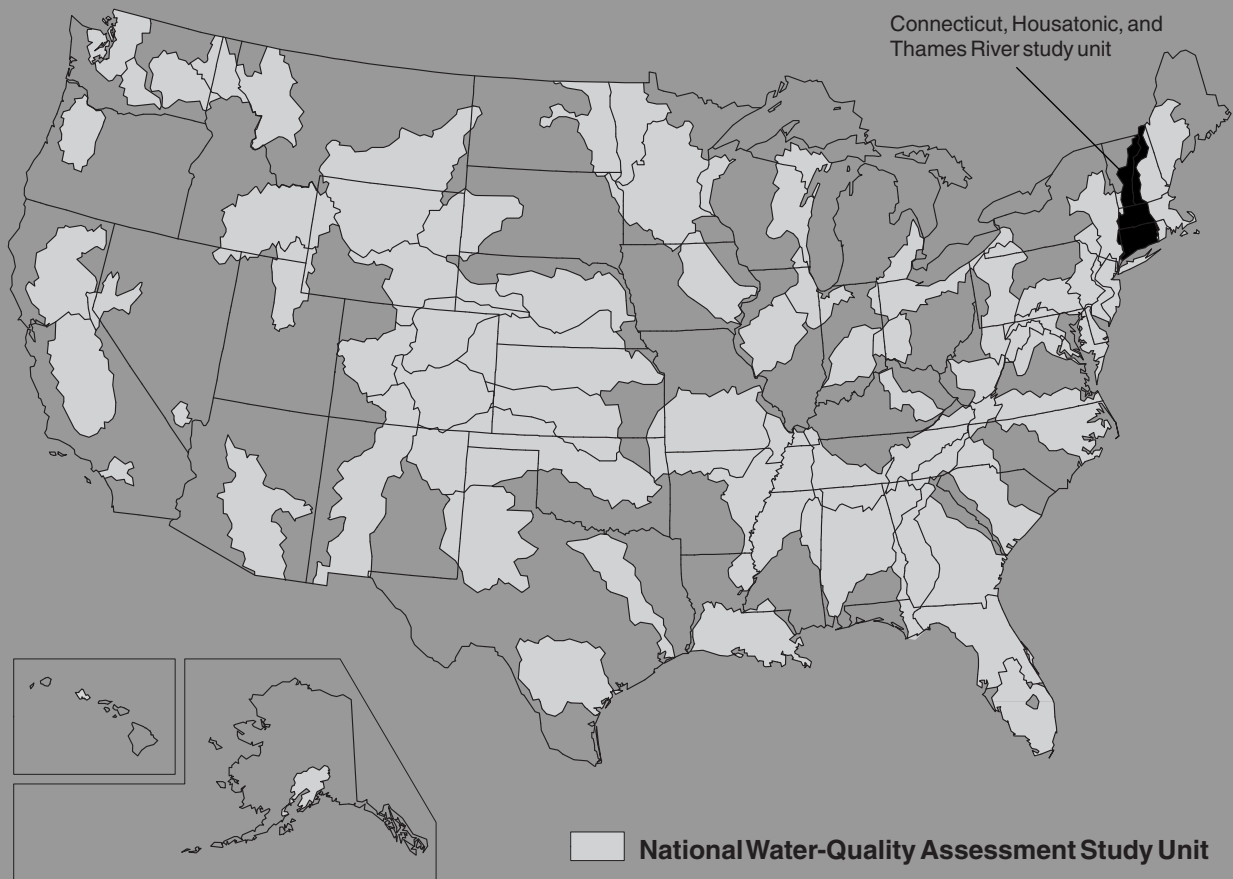 Connecticut, Housatonic, and
Thames River study unit
National Water-Quality Assessment Study Unit